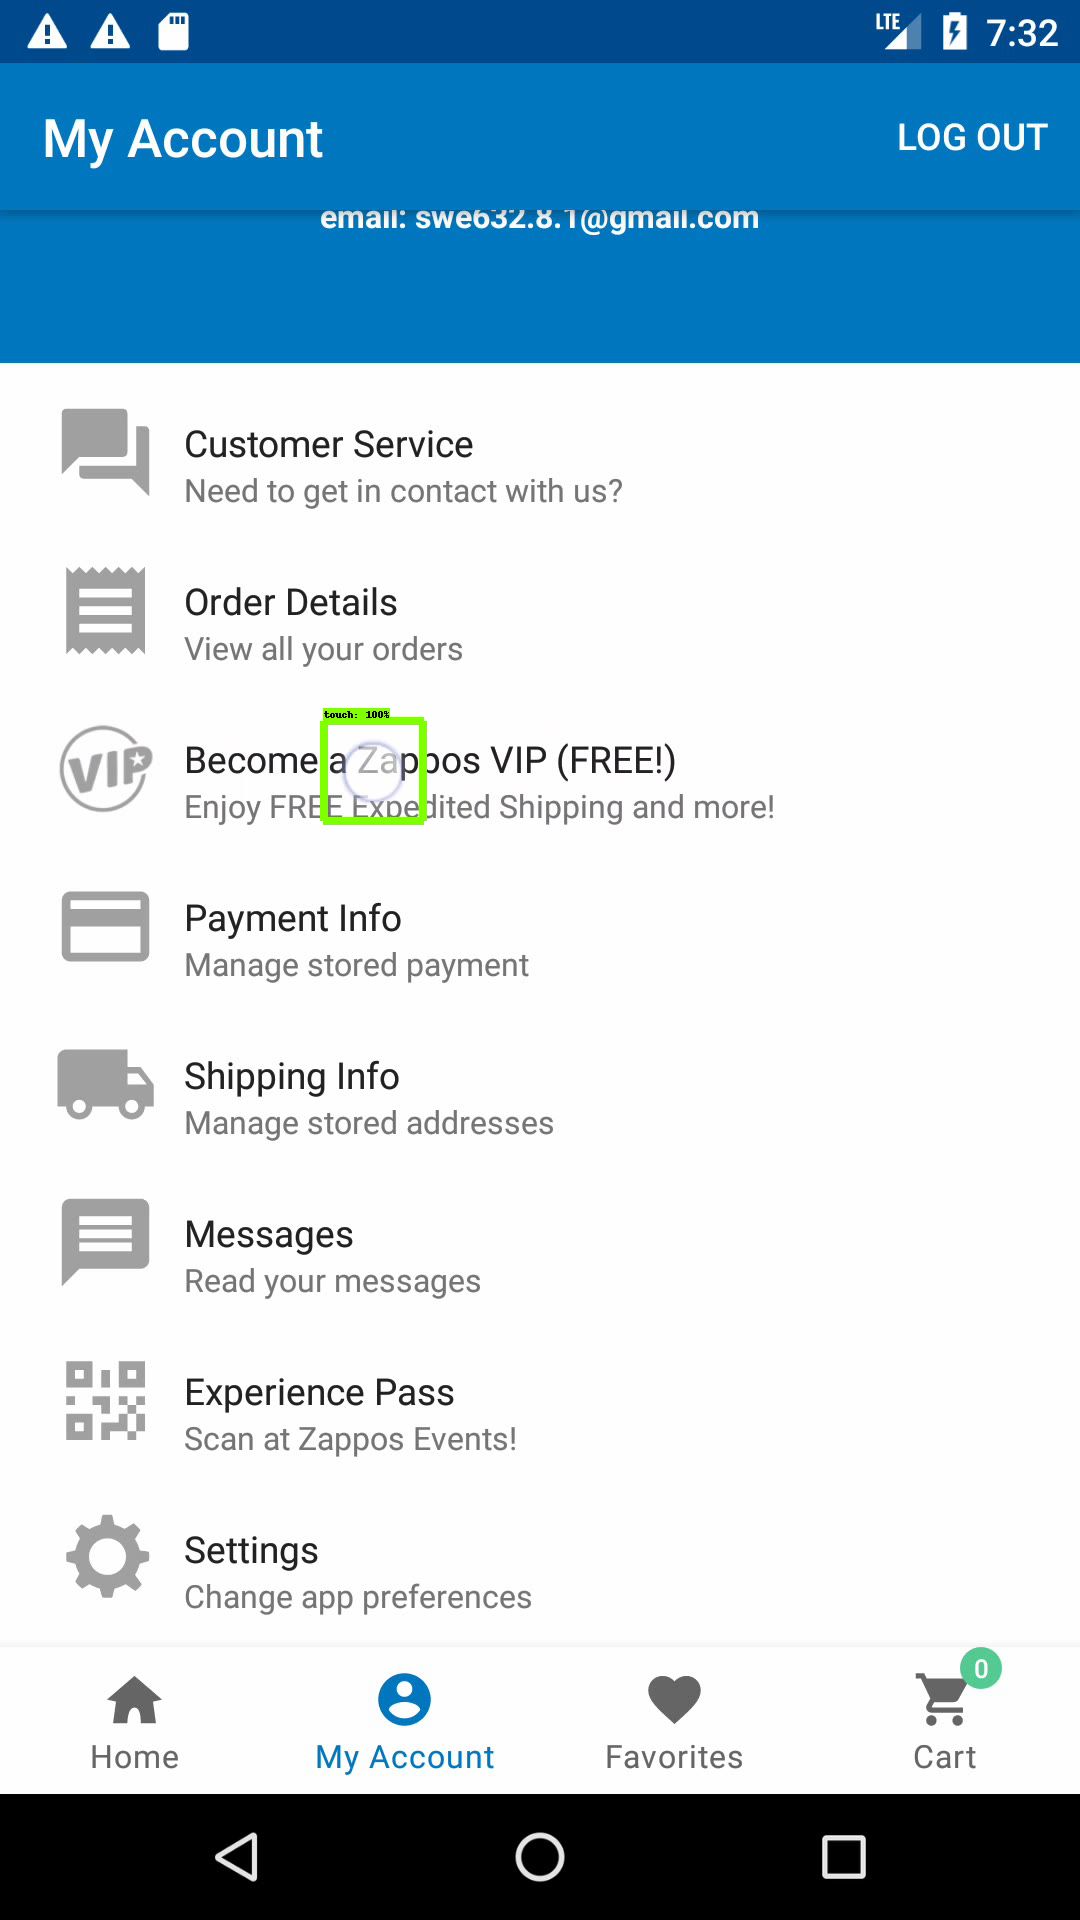 LTE 7:32
My Account
LOG OUT
email: swe632.8.1@gmail.com
Customer Service
Need to get in contact with us?
Order Details
View all your orders
touch: 100%
VIP
Become a Zappos VIP (FREE!)
Enjoy FREE Expedited Shipping and more!
Payment Info
Manage stored payment
Shipping Info
Manage stored addresses
Messages
Read your messages
Experience Pass
Scan at Zappos Events!
Settings
Change app preferences
0
Home
My Account
Favorites
Cart